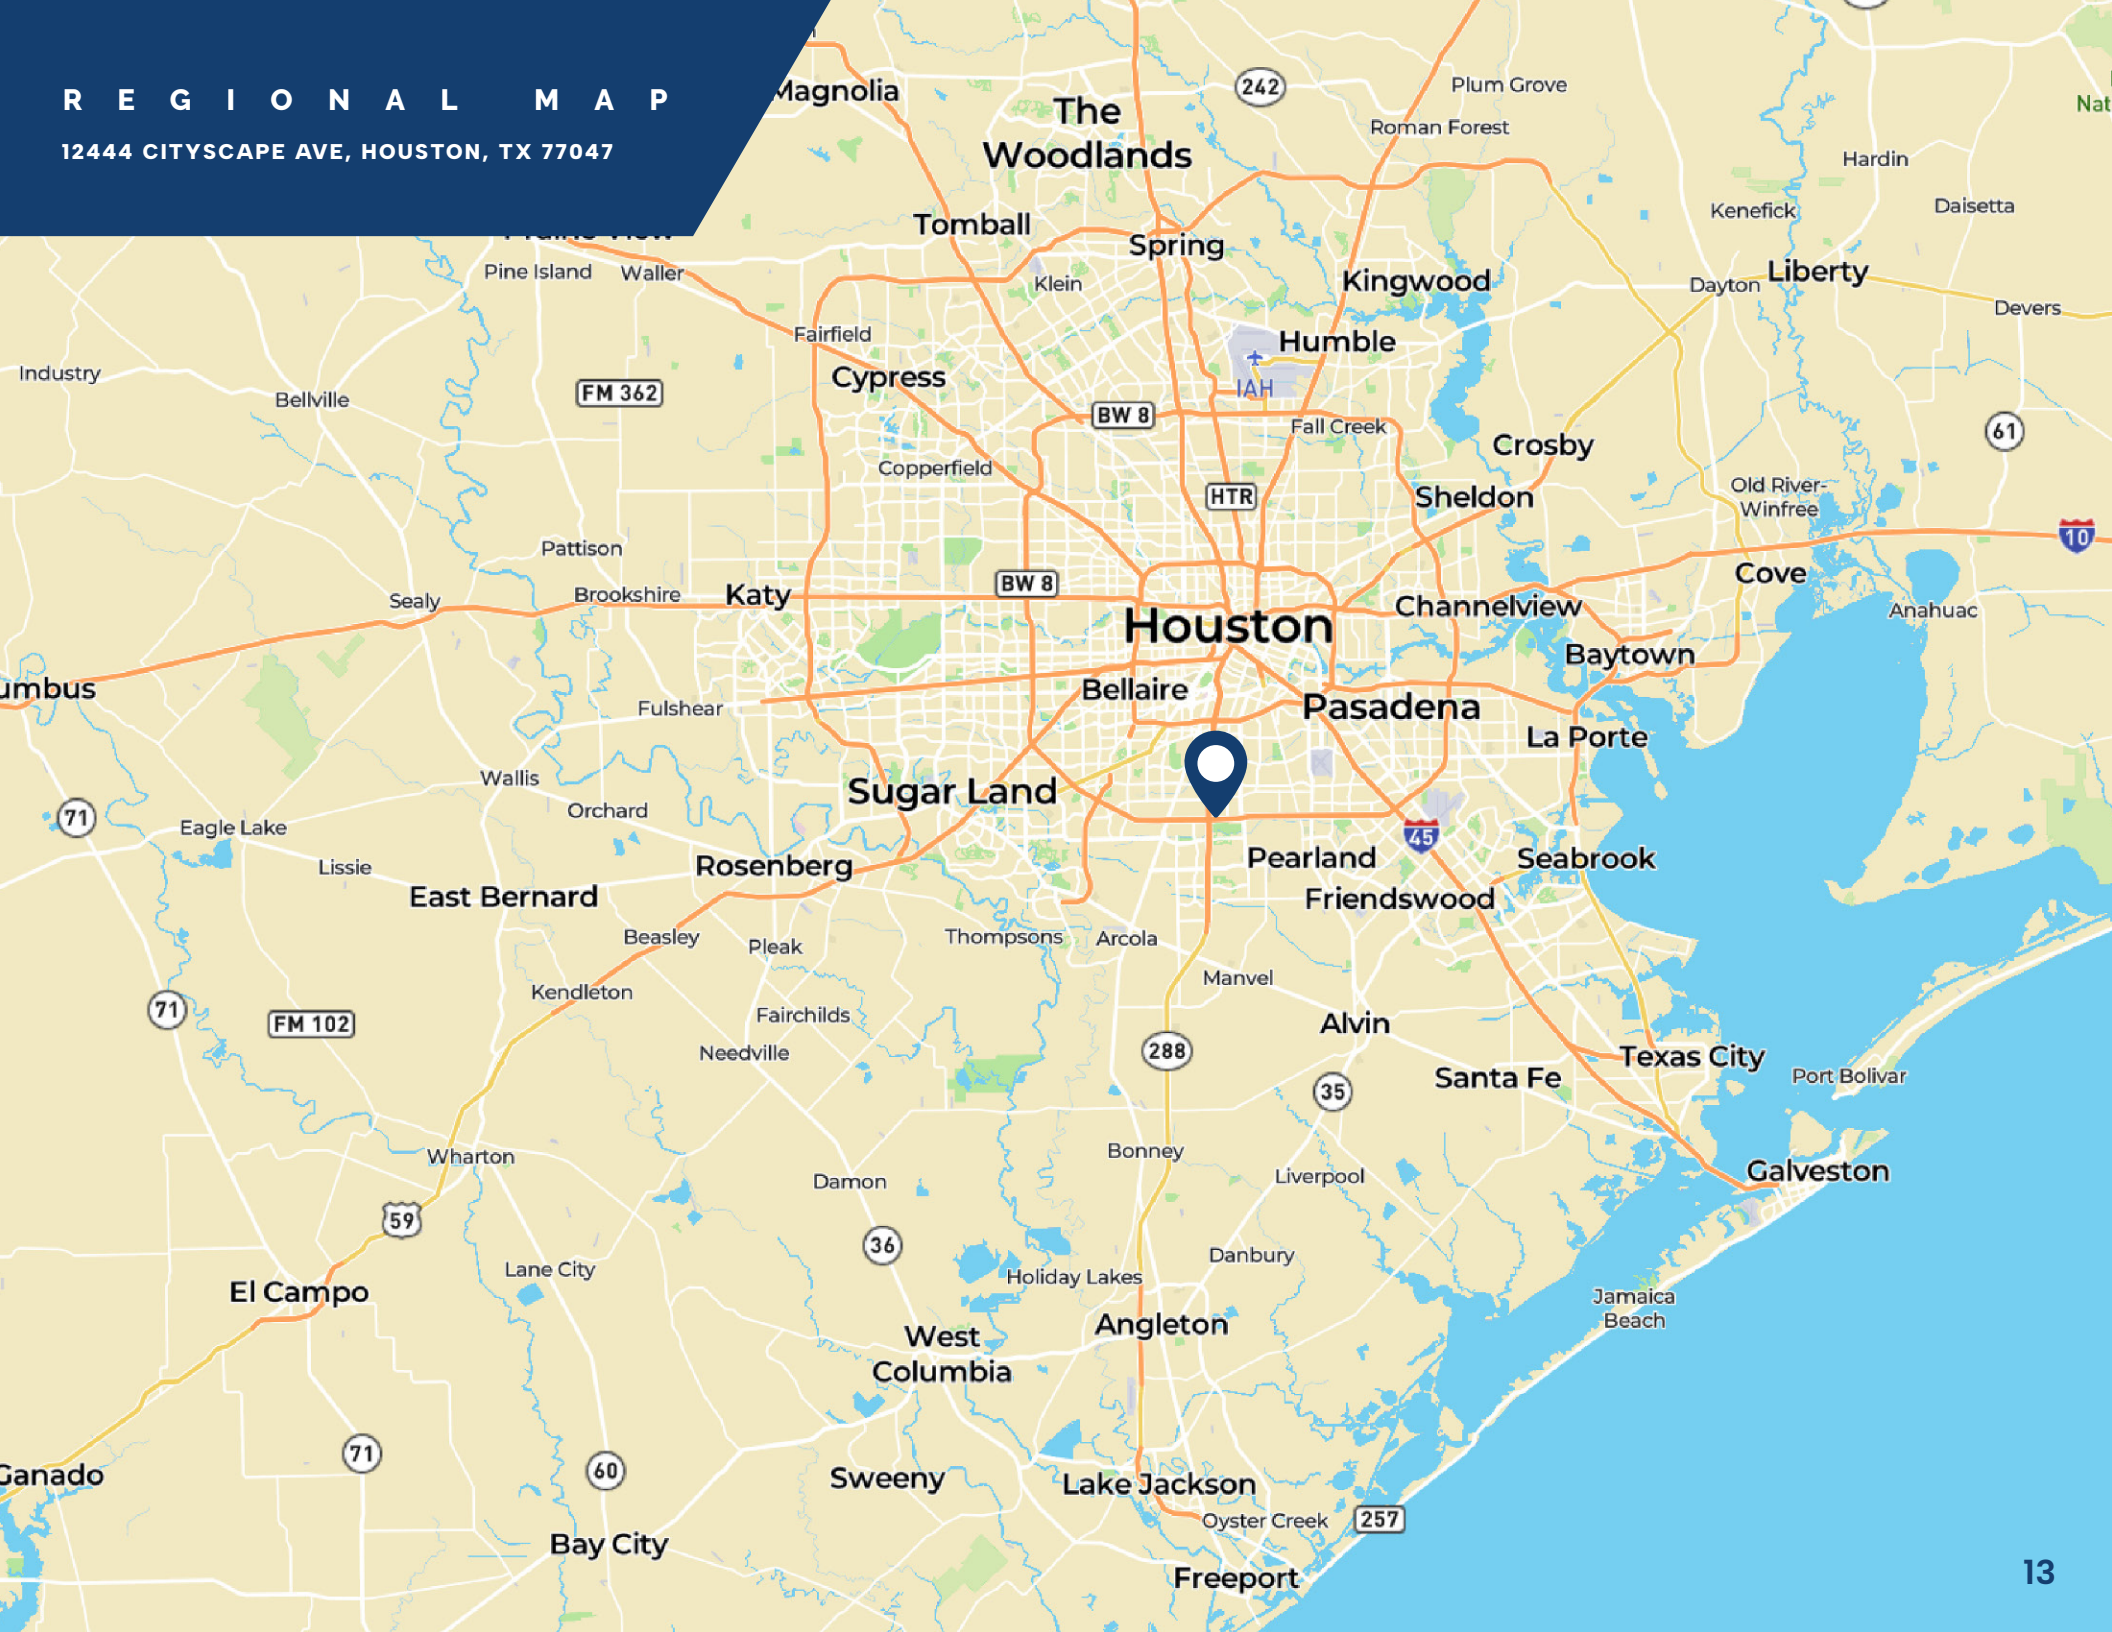 REGIONAL MAP
12444 CITYSCAPE AVE, HOUSTON, TX 77047
Magnolia
The
Woodlands
242
Plum Grove
Roman Forest
Nat
Hardin
Kenefick
Daisetta
Tomball
Spring
Prairie View
Pine Island
Waller
Klein
Kingwood
Dayton
Liberty
Devers
Fairfield
Humble
IAH
Industry
Bellville
FM 362
Cypress
BW 8
Fall Creek
61
Crosby
Copperfield
HTR
Sheldon
Old River-
Winfree
10
Pattison
Cove
Sealy
Brookshire
Katy
BW 8
Channelview
Anahuac
Houston
Baytown
umbus
Bellaire
Fulshear
Pasadena
La Porte
Wallis
Sugar Land
71
Eagle Lake
Orchard
45
Lissie
Rosenberg
Pearland
Seabrook
East Bernard
Friendswood
Beasley
Pleak
Thompsons
Arcola
Manvel
Kendleton
71
FM 102
Fairchilds
Alvin
Needville
288
Texas City
35
Santa Fe
Port Bolivar
Wharton
Bonney
Damon
Liverpool
Galveston
59
36
Danbury
Lane City
Holiday Lakes
El Campo
Jamaica
Beach
West
Columbia
Angleton
71
60
Ganado
Sweeny
Lake Jackson
Oyster Creek
257
Bay City
Freeport
13